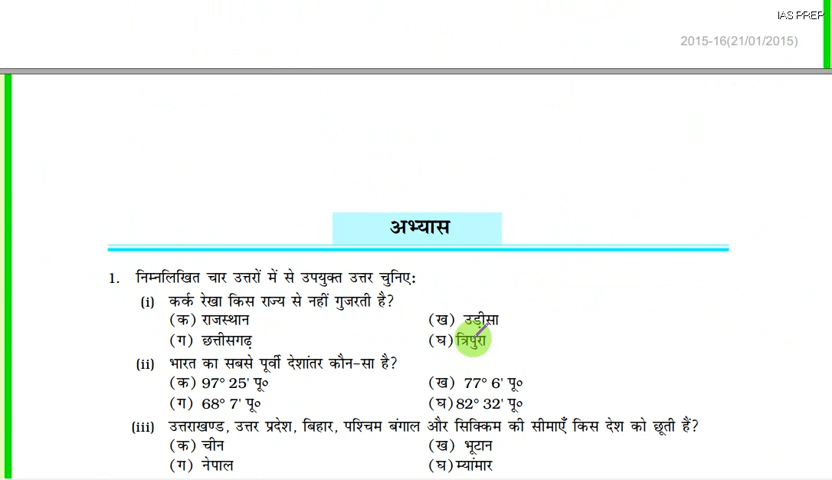 IAS PREP
2015-16(21/01/2015)
अभ्यास
1. निम्नलिखित चार उत्तरों में से उपयुक्त उत्तर चुनिए:
(i) कर्क रेखा किस राज्य से नहीं गुजरती है?
(क) राजस्थान (ख) उड़ीसा
(ग) छत्तीसगढ़ (घ) त्रिपुरा
(ii) भारत का सबसे पूर्वी देशांतर कौन-सा है?
(क) 97° 25' पू० (ख) 77° 6' पू०
(ग) 68° 7' पू० (घ) 82° 32' पू०
(iii) उत्तराखण्ड, उत्तर प्रदेश, बिहार, पश्चिम बंगाल और सिक्किम की सीमाएँ किस देश को छूती हैं?
(क) चीन (ख) भूटान
(ग) नेपाल (घ) म्यांमार